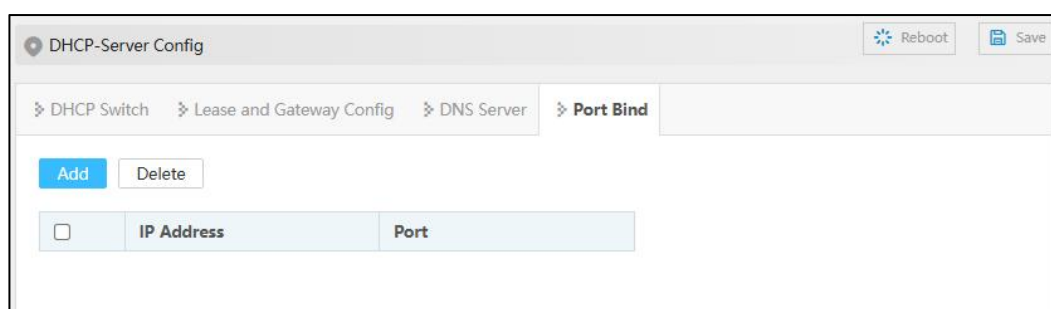 DHCP-Server Config
Reboot
Save
DHCP Switch
Lease and Gateway Config
DNS Server
Port Bind
Add
Delete
IP Address
Port